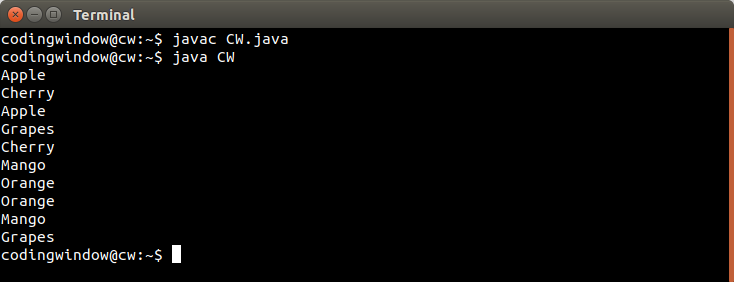 Terminal
codingwindow@cw:~$ javac CW.java
codingwindow@cw:~$ java CW
Apple
Cherry
Apple
Grapes
Cherry
Mango
Orange
Orange
Mango
Grapes
codingwindow@cw:~$